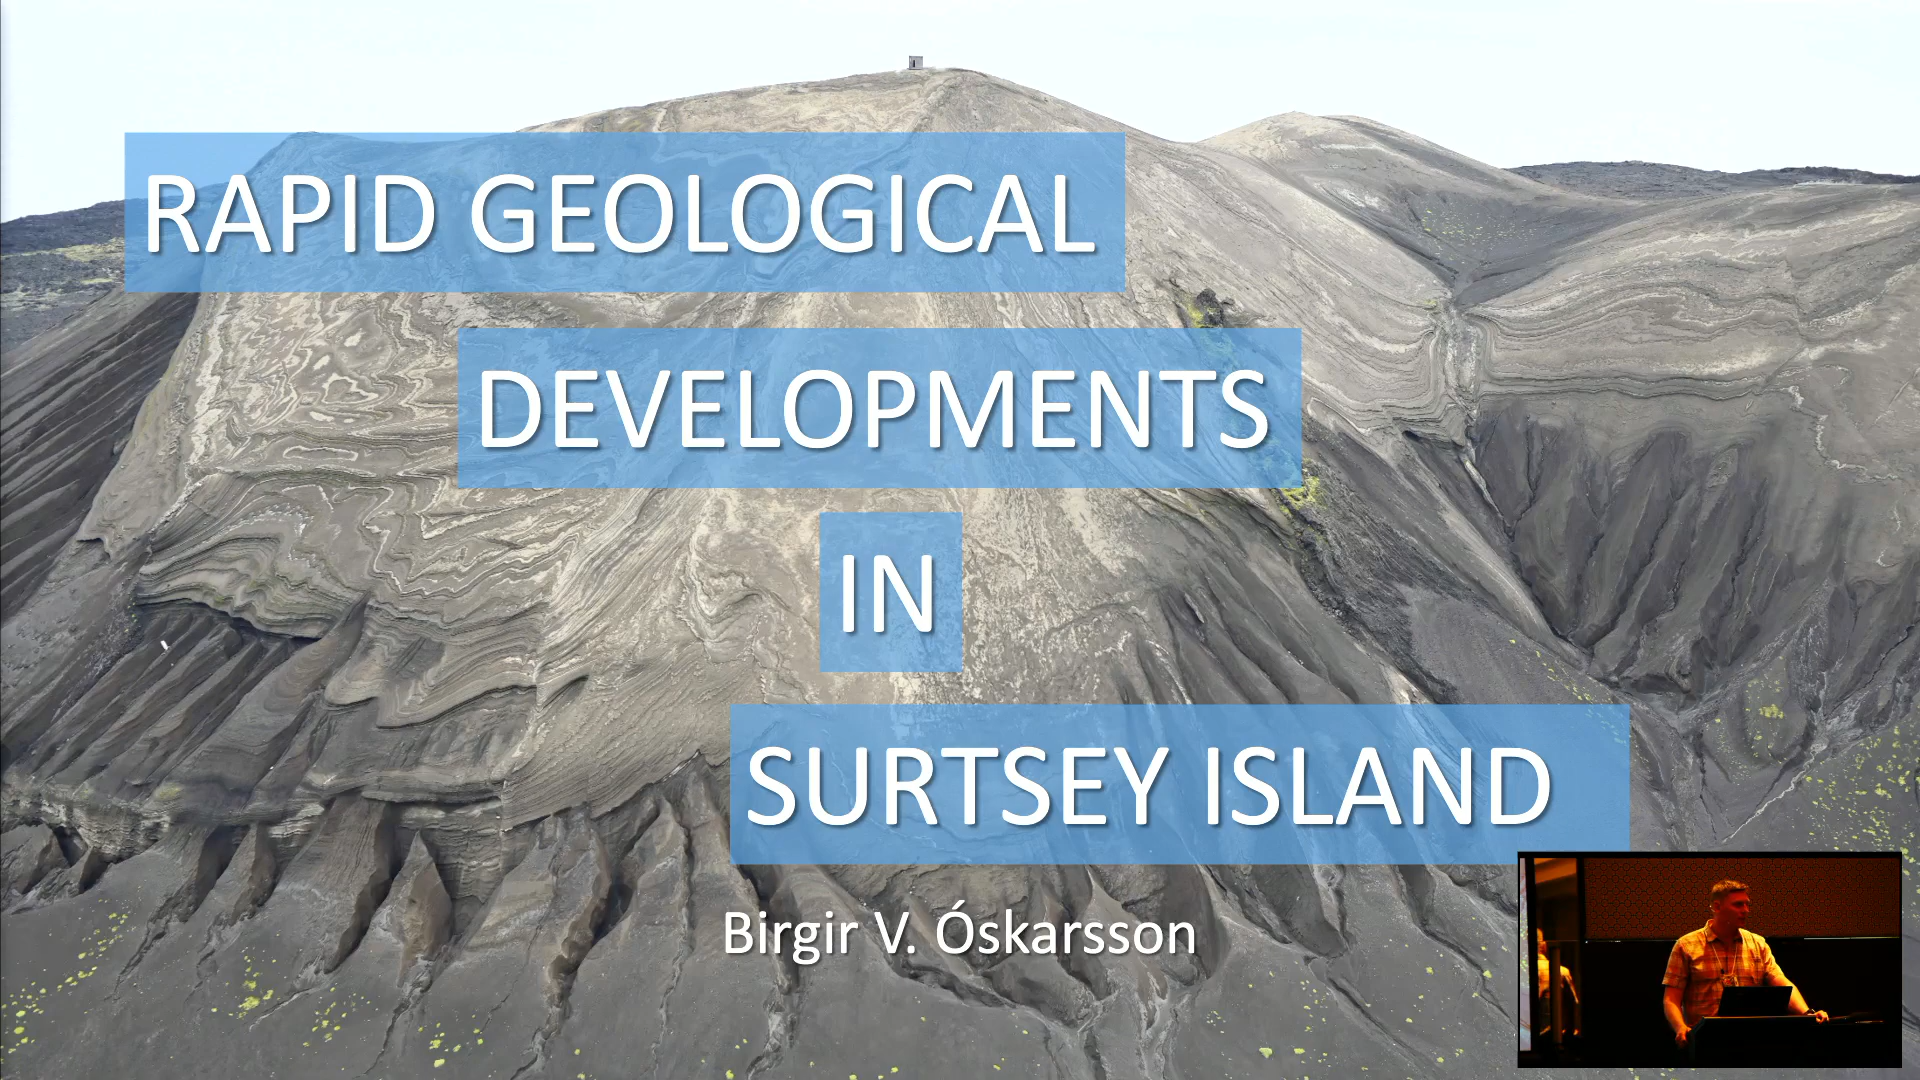 RAPID GEOLOGICAL
DEVELOPMENTS
IN
SURTSEY ISLAND
Birgir V. Óskarsson